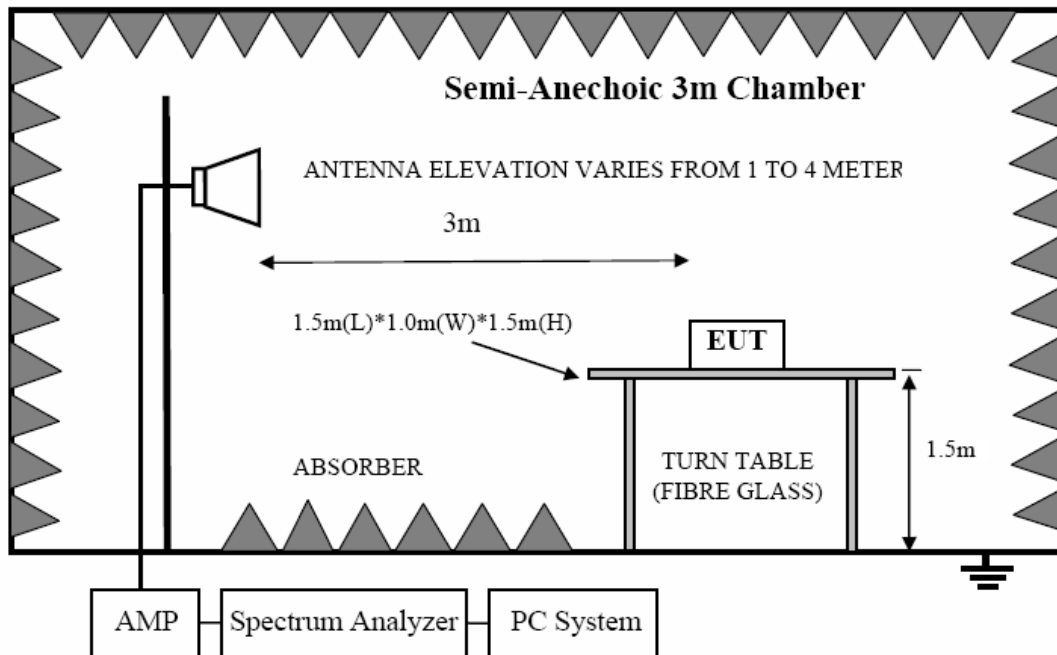 Semi-Anechoic 3m Chamber
ANTENNA ELEVATION VARIES FROM 1 TO 4 METER
3m
1.5m(L)*1.0m(W)*1.5m(H)
EUT
1.5m
ABSORBER
TURN TABLE
(FIBRE GLASS)
AMP
Spectrum Analyzer
PC System